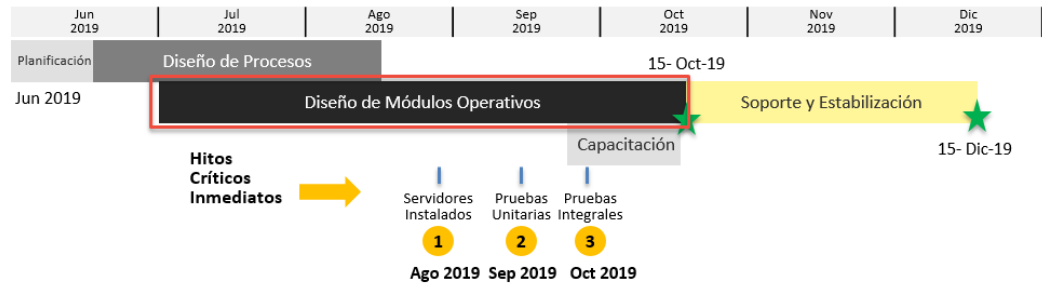 Jun
2019
Jul
2019
Ago
2019
Sep
2019
Oct
2019
Nov
2019
Dic
2019
Planificación
Diseño de Procesos
15- Oct-19
Jun 2019
Diseño de Módulos Operativos
Soporte y Estabilización
Capacitación
15- Dic-19
Hitos
Críticos
Inmediatos
Servidores
Instalados
Pruebas
Unitarias
Pruebas
Integrales
1
2
3
Ago 2019
Sep 2019
Oct 2019